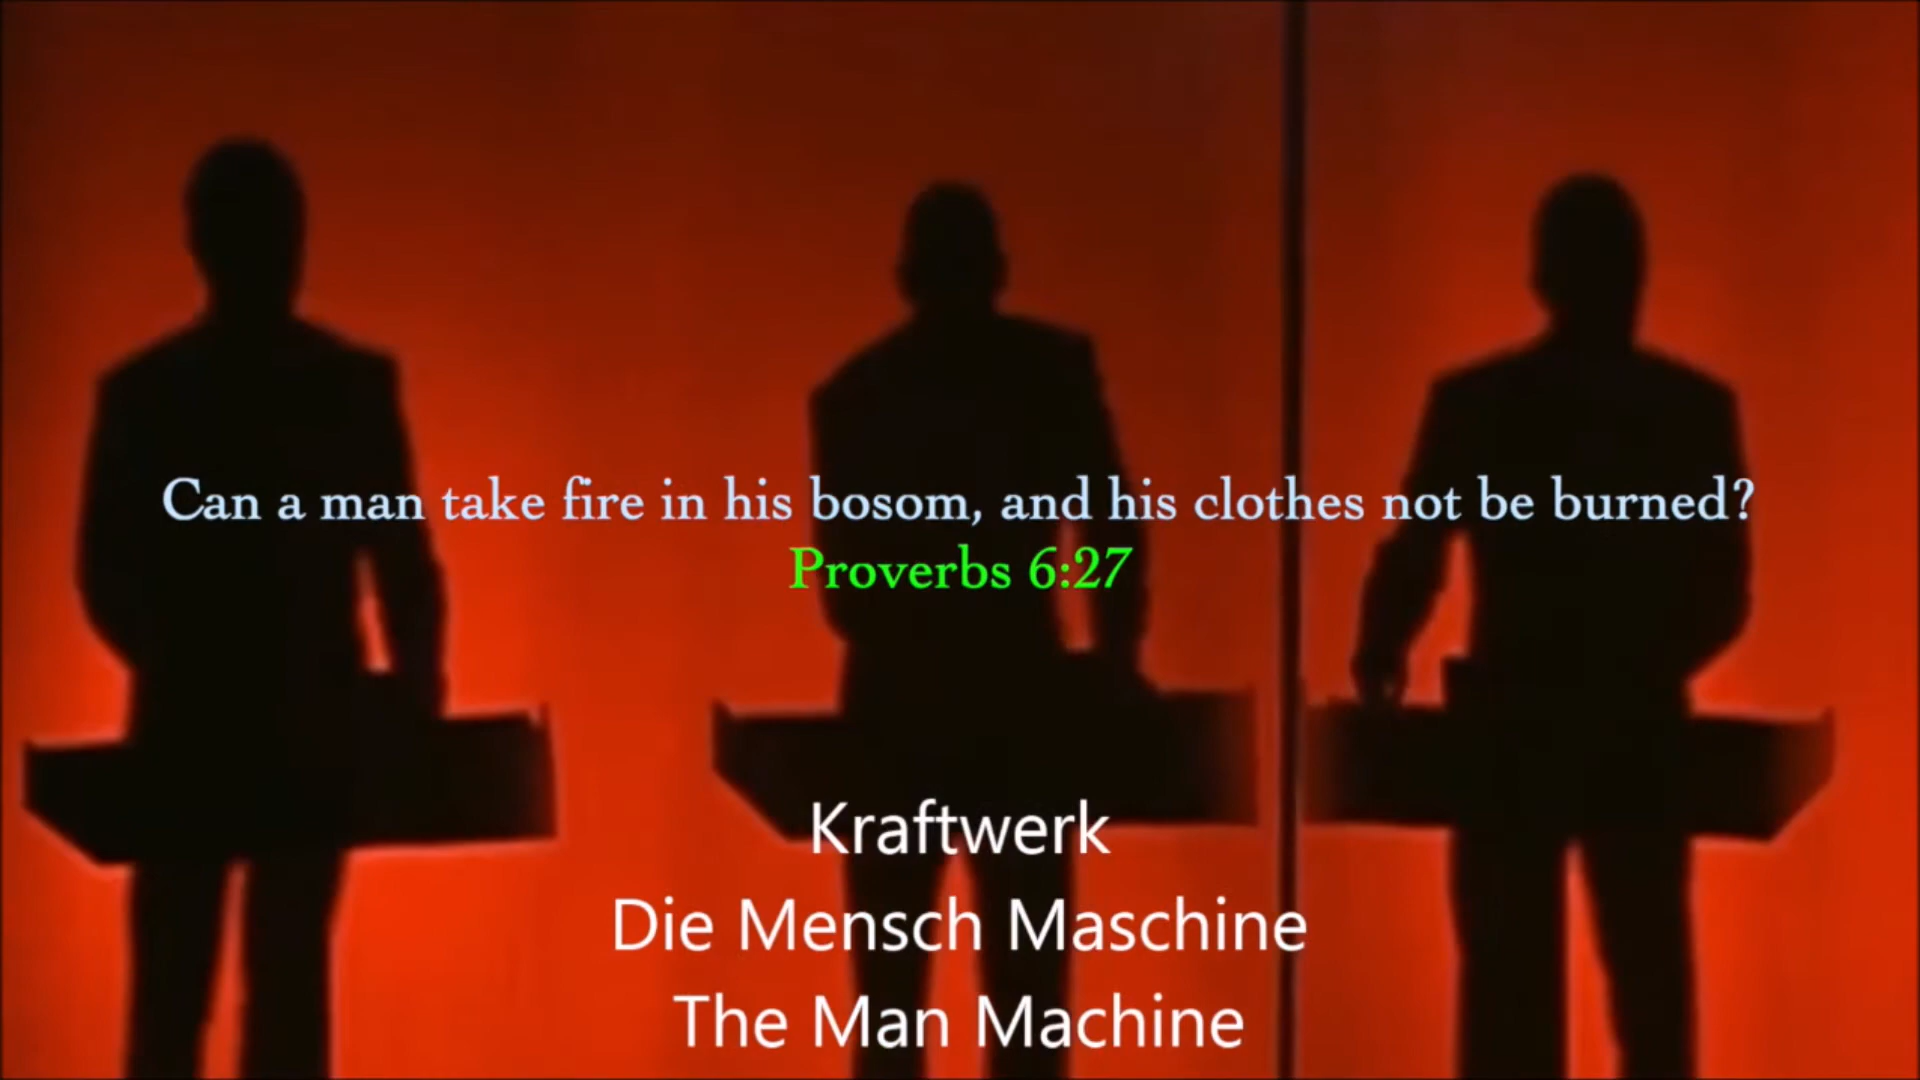 Can a man take fire in his bosom, and his clothes not be burned?
Proverbs 6:27
Kraftwerk
Die Mensch Maschine
The Man Machine